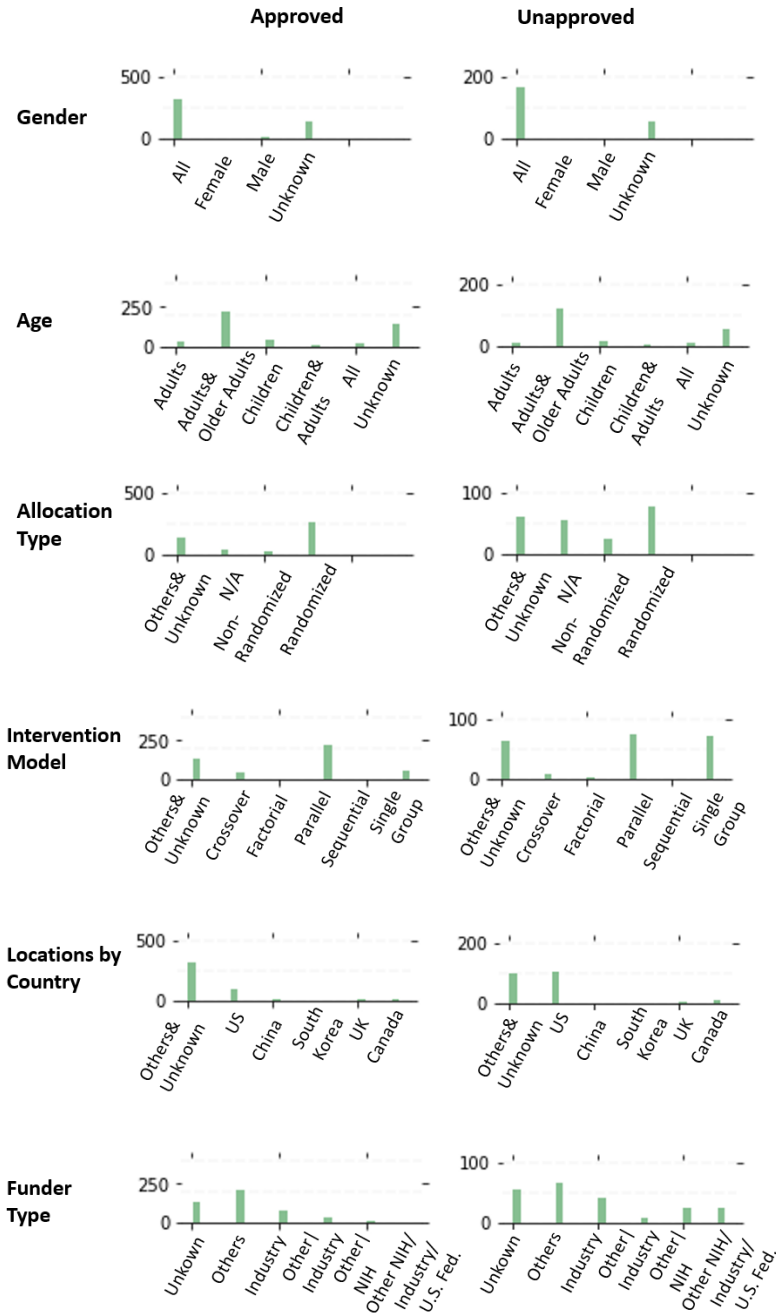 Approved Unapproved
Gender
500
0
All Female Male Unknown
200
0
All Female Male Unknown
Age
250
0
Adults Adults& Older Adults Children Children& Adults All Unknown
200
0
Adults Adults& Older Adults Children Children& Adults All Unknown
Allocation
Type
500
0
Others& Unknown N/A Non- Randomized Randomized
100
0
Others& Unknown N/A Non- Randomized Randomized
Intervention
Model
250
0
Others& Unknown Crossover Factorial Parallel Sequential Single Group
100
0
Others& Unknown Crossover Factorial Parallel Sequential Single Group
Locations by
Country
500
0
Others& Unknown US China South Korea UK Canada
200
0
Others& Unknown US China South Korea UK Canada
Funder
Type
250
0
Unkown Others Industry Other| Industry Other| NIH Other NIH/ Industry/ U.S. Fed.
100
0
Unkown Others Industry Other| Industry Other| NIH Other NIH/ Industry/ U.S. Fed.